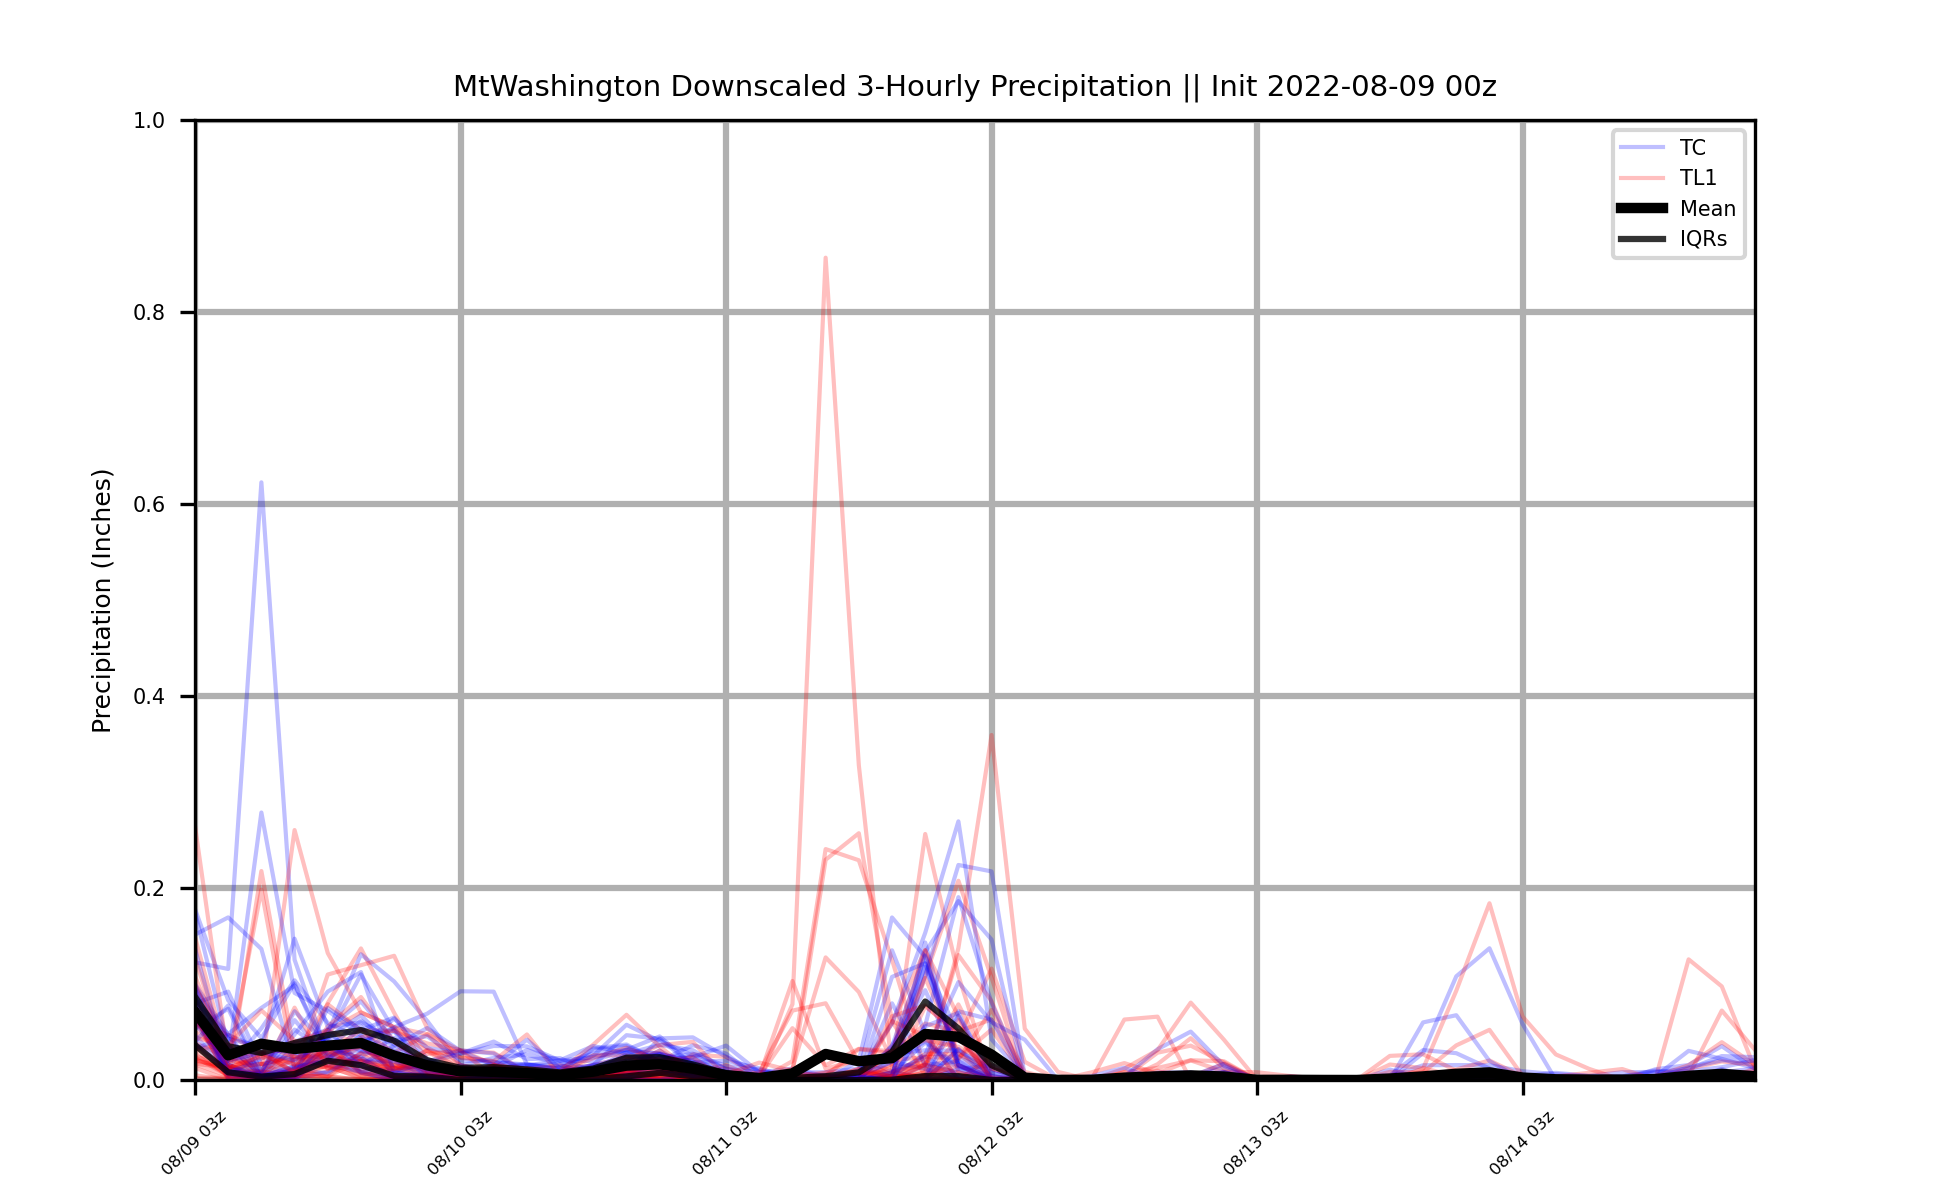 MtWashington Downscaled 3-Hourly Precipitation || Init 2022-08-09 00z
TC
TL1
Mean
IQRs
Precipitation (Inches)
1.0
0.8
0.6
0.4
0.2
0.0
08/09 03z
08/10 03z
08/11 03z
08/12 03z
08/13 03z
08/14 03z